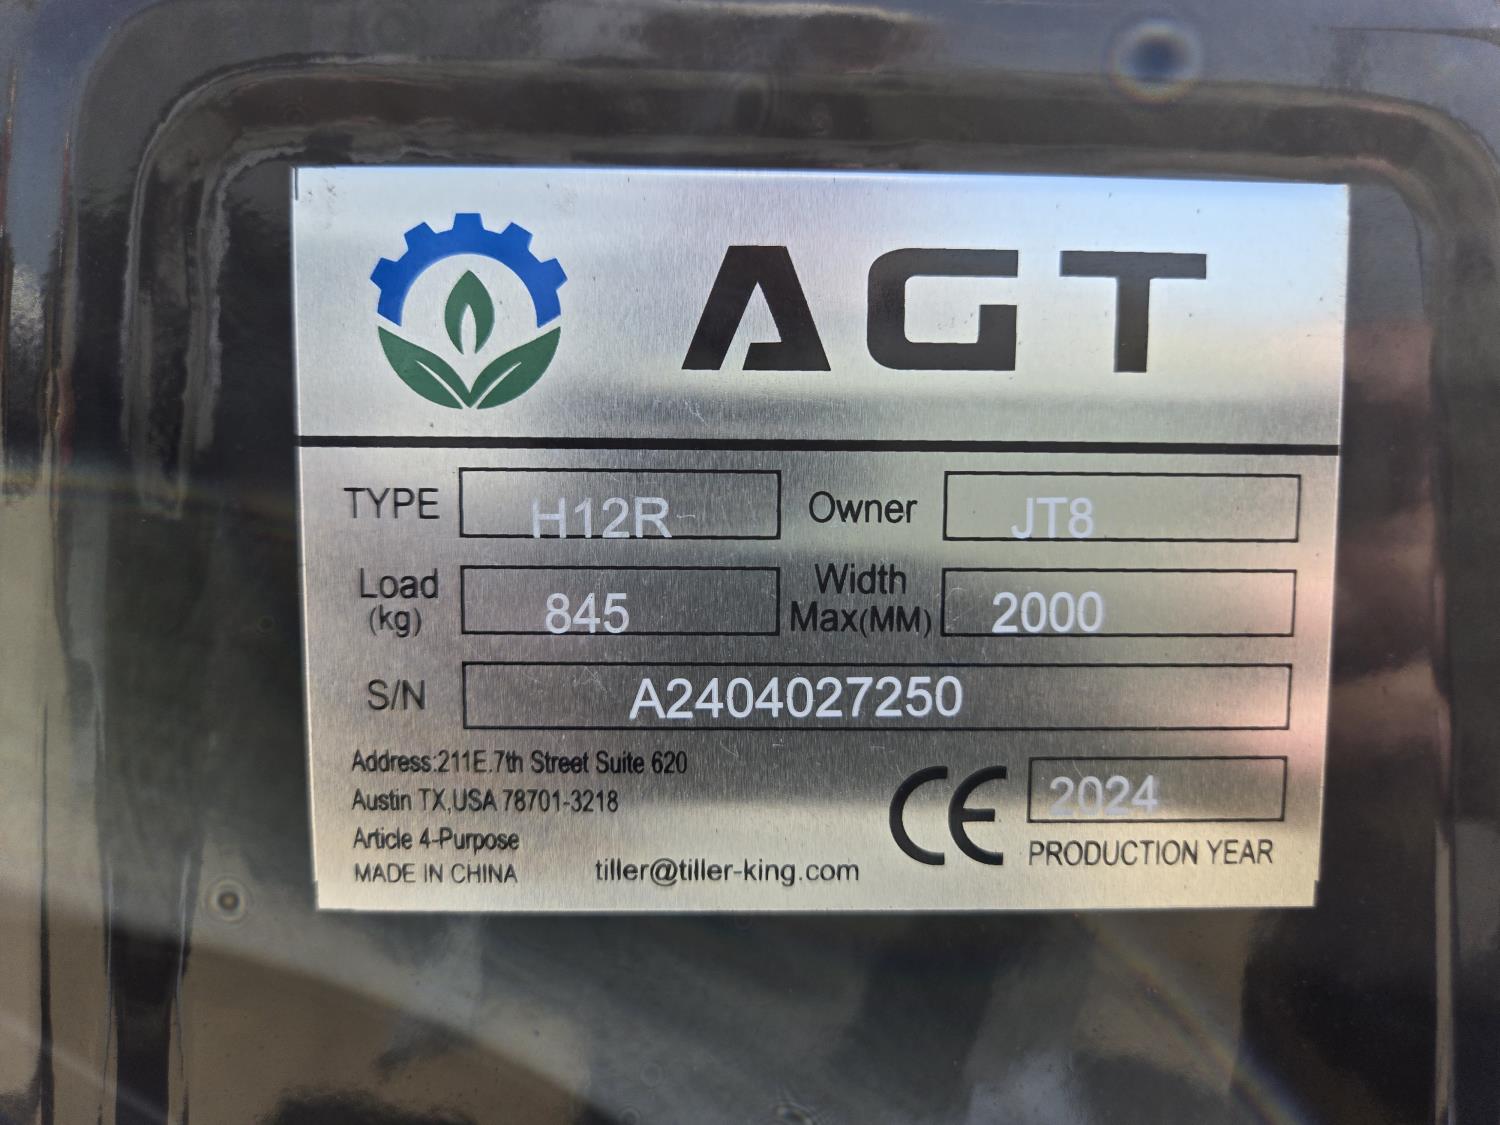 AGT
TYPE H12R Owner JT8
Load (kg) 845 Width Max(MM) 2000
S/N A2404027250
Address:211E.7th Street Suite 620
Austin TX,USA 78701-3218
Article 4-Purpose
MADE IN CHINA
tiller@tiller-king.com
CE 2024
PRODUCTION YEAR